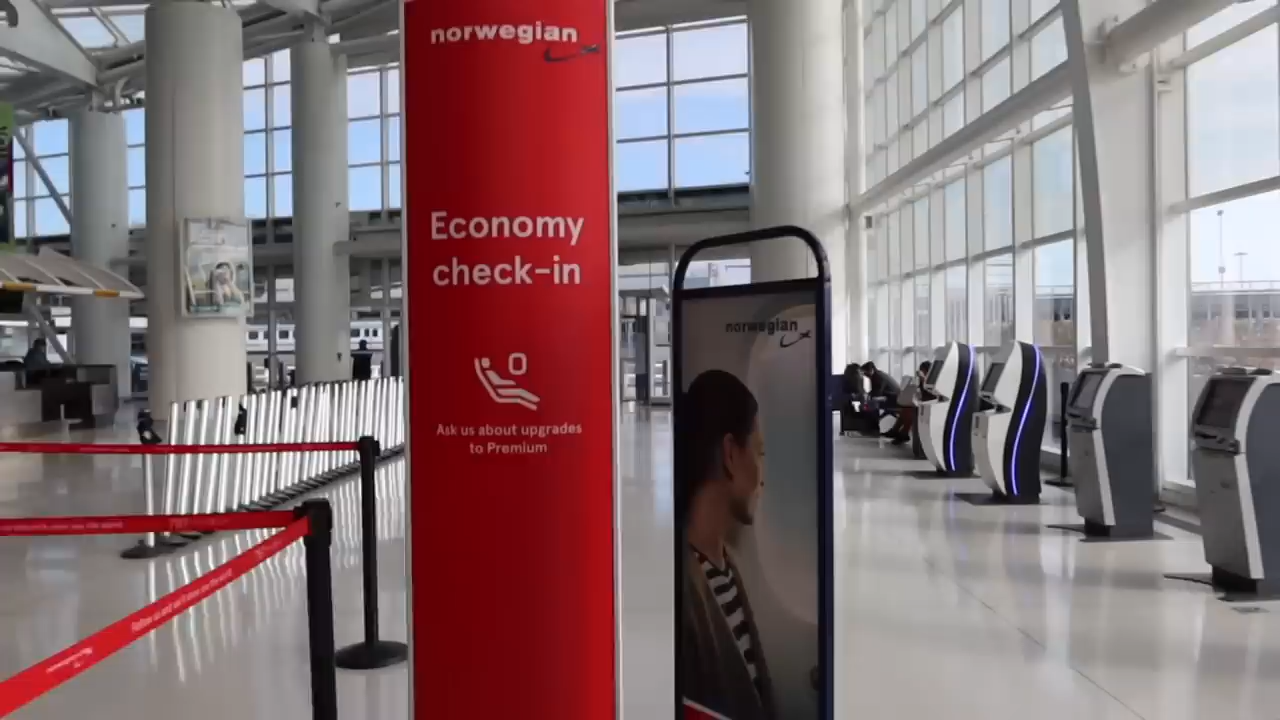 norwegian
Economy
check-in
Ask us about upgrades
to Premium
norwegian